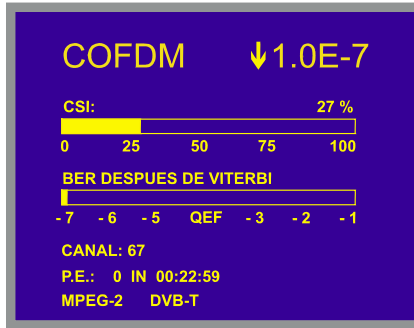 COFDM ↓1.0E-7
CSI: 27 %
0 25 50 75 100
BER DESPUES DE VITERBI
- 7 - 6 - 5 QEF - 3 - 2 - 1
CANAL: 67
P.E.: 0 IN 00:22:59
MPEG-2 DVB-T